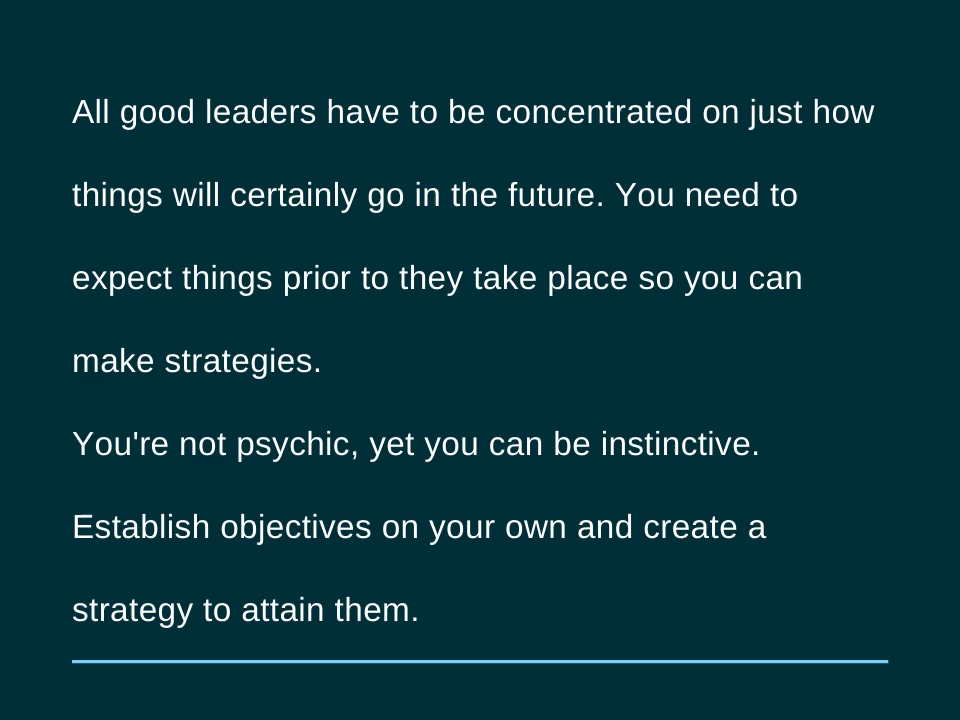 All good leaders have to be concentrated on just how
things will certainly go in the future. You need to
expect things prior to they take place so you can
make strategies.
You're not psychic, yet you can be instinctive.
Establish objectives on your own and create a
strategy to attain them.